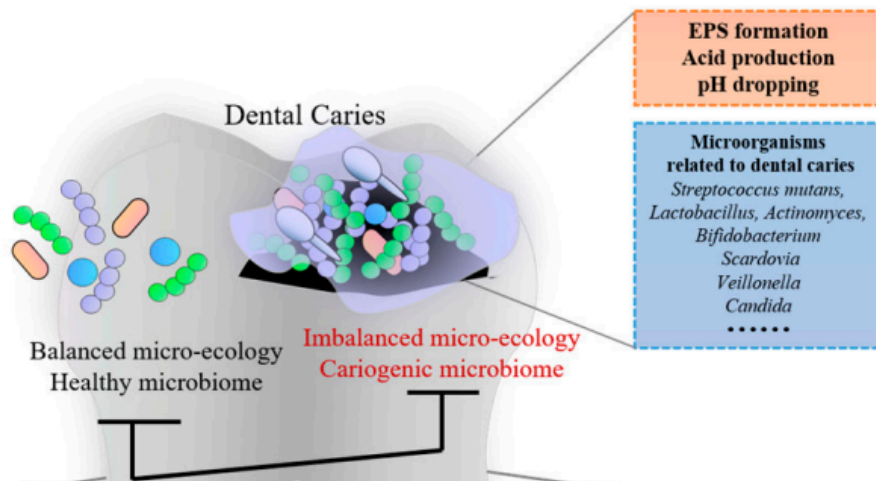 EPS formation
Acid production
pH dropping
Dental Caries
Microorganisms
related to dental caries
Streptococcus mutans,
Lactobacillus, Actinomyces,
Bifidobacterium
Scardovia
Veillonella
Candida
......
Balanced micro-ecology
Healthy microbiome
Imbalanced micro-ecology
Cariogenic microbiome